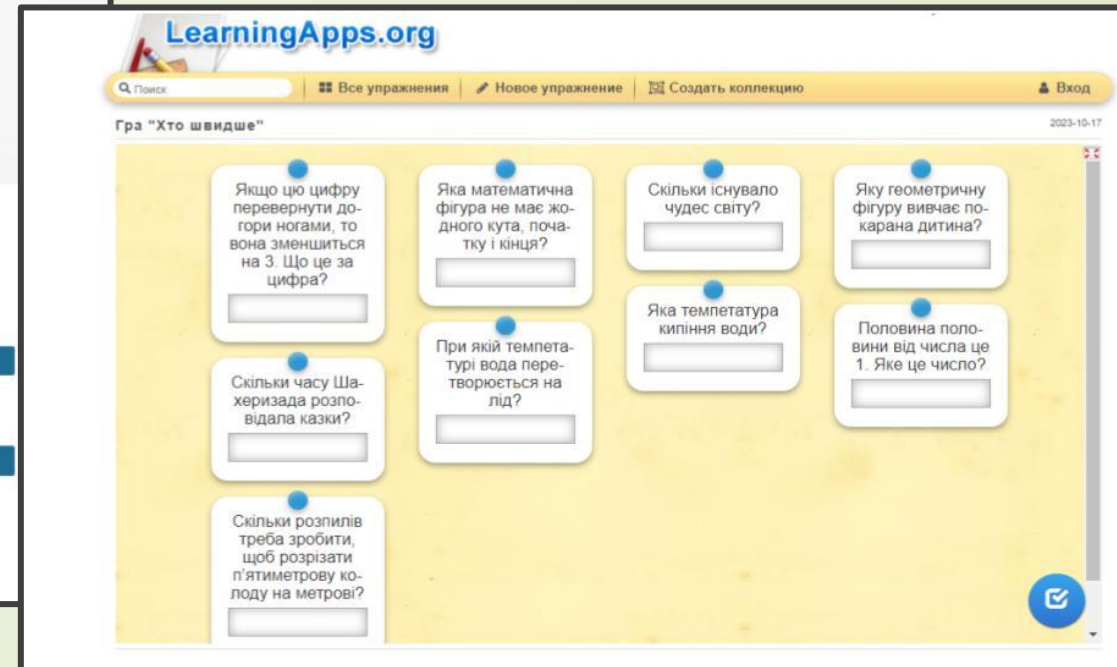 LearningApps.org
Поиск
Все упражнения
Новое упражнение
Создать коллекцию
Вход
Гра "Хто швидше"
2023-10-17
Якщо цю цифру
перевернути до-
гори ногами, то
вона зменшиться
на 3. Що це за
цифра?
Скільки часу Ша-
херизада розпо-
відала казки?
Скільки розпилів
треба зробити,
щоб розрізати
п'ятиметрову ко-
лоду на метрові?
Яка математична
фігура не має жо-
дного кута, поча-
тку і кінця?
При якій темпета-
турі вода пере-
творюється на
лід?
Скільки існувало
чудес світу?
Яка темпетатура
кипіння води?
Яку геометричну
фігуру вивчає по-
карана дитина?
Половина поло-
вини від числа це
1. Яке це число?